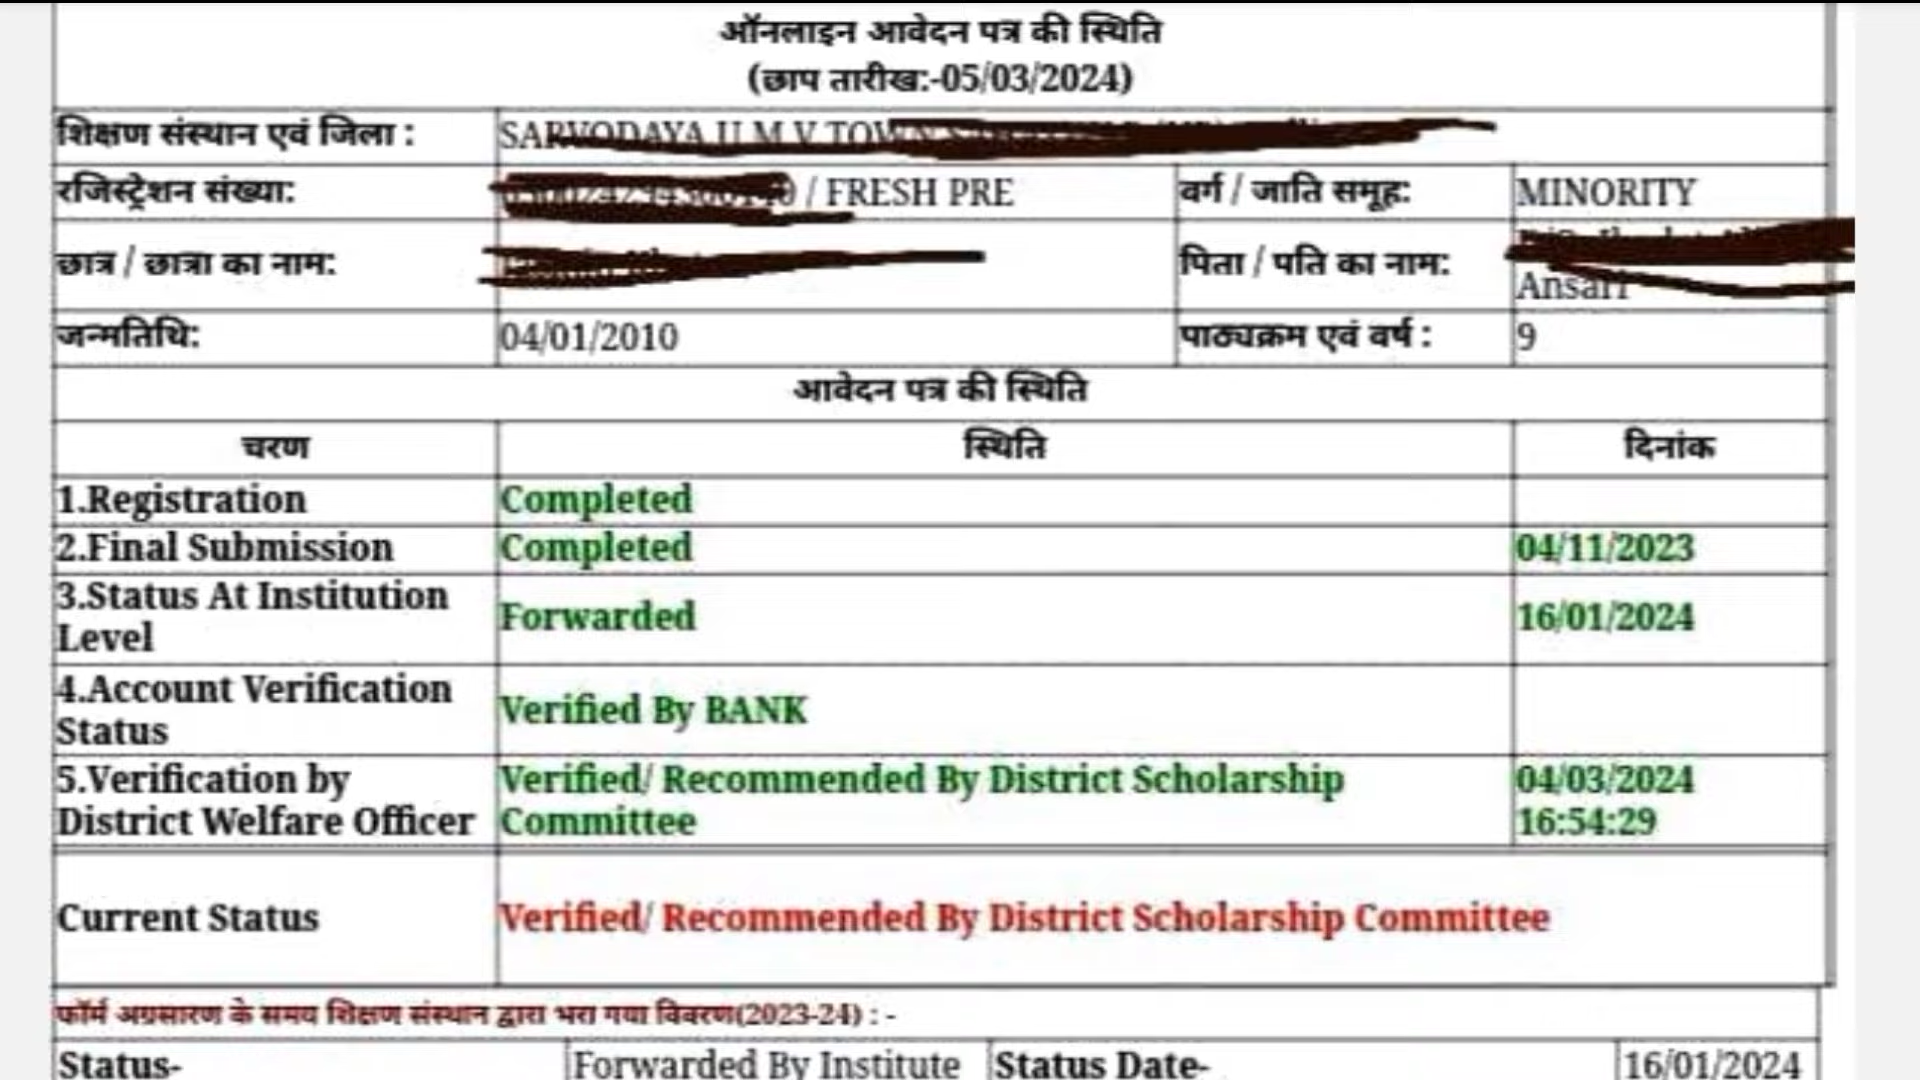 ऑनलाइन आवेदन पत्र की स्थिति
(छाप तारीख:-05/03/2024)
शिक्षण संस्थान एवं जिला : SARVODAYA U M V TOWN
रजिस्ट्रेशन संख्या: / FRESH PRE वर्ग / जाति समूह: MINORITY
छात्र / छात्रा का नाम: पिता / पति का नाम:
Ansari
जन्मतिथि: 04/01/2010 पाठ्यक्रम एवं वर्ष : 9
आवेदन पत्र की स्थिति
चरण स्थिति दिनांक
1.Registration Completed
2.Final Submission Completed 04/11/2023
3.Status At Institution
Level Forwarded 16/01/2024
4.Account Verification
Status Verified By BANK
5.Verification by Verified/ Recommended By District Scholarship 04/03/2024
District Welfare Officer Committee 16:54:29
Current Status Verified/ Recommended By District Scholarship Committee
फॉर्म अग्रसारण के समय शिक्षण संस्थान द्वारा भरा गया विवरण(2023-24) : -
Status- Forwarded By Institute Status Date- 16/01/2024